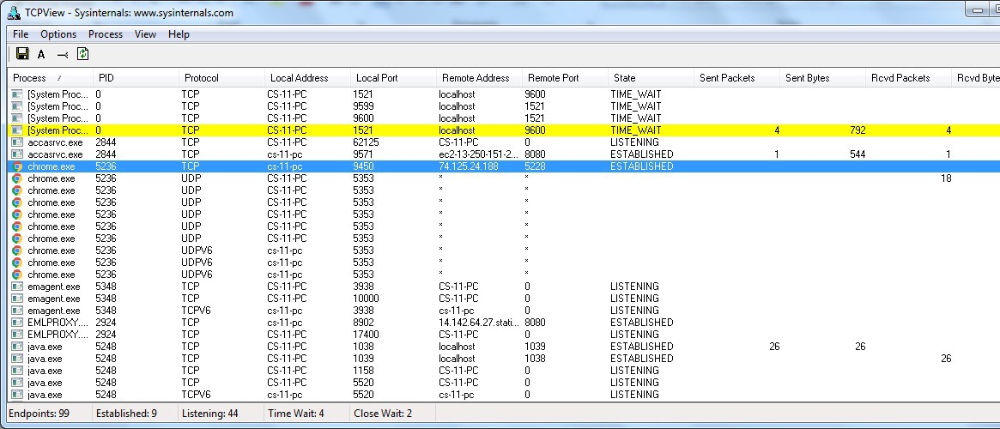 TCPView - Sysinternals: www.sysinternals.com
File Options Process View Help
A
Process / PID Protocol Local Address Local Port Remote Address Remote Port State Sent Packets Sent Bytes Rcvd Packets Rcvd Byte
[System Proc... 0 TCP CS-11-PC 1521 localhost 9600 TIME_WAIT
[System Proc... 0 TCP CS-11-PC 9599 localhost 1521 TIME_WAIT
[System Proc... 0 TCP CS-11-PC 9600 localhost 1521 TIME_WAIT
[System Proc... 0 TCP CS-11-PC 1521 localhost 9600 TIME_WAIT 4 792 4
accasrvc.exe 2844 TCP CS-11-PC 62125 CS-11-PC 0 LISTENING
accasrvc.exe 2844 TCP cs-11-pc 9571 ec2-13-250-151-2... 8080 ESTABLISHED 1 544 1
chrome.exe 5236 TCP cs-11-pc 9450 74.125.24.188 5228 ESTABLISHED
chrome.exe 5236 UDP CS-11-PC 5353 * * 18
chrome.exe 5236 UDP CS-11-PC 5353 * *
chrome.exe 5236 UDP CS-11-PC 5353 * *
chrome.exe 5236 UDP CS-11-PC 5353 * *
chrome.exe 5236 UDP CS-11-PC 5353 * *
chrome.exe 5236 UDP CS-11-PC 5353 * *
chrome.exe 5236 UDPV6 cs-11-pc 5353 * *
chrome.exe 5236 UDPV6 cs-11-pc 5353 * *
chrome.exe 5236 UDPV6 cs-11-pc 5353 * *
emagent.exe 5348 TCP CS-11-PC 3938 CS-11-PC 0 LISTENING
emagent.exe 5348 TCP CS-11-PC 10000 CS-11-PC 0 LISTENING
emagent.exe 5348 TCPV6 cs-11-pc 3938 cs-11-pc 0 LISTENING
EMLPROXY.... 2924 TCP cs-11-pc 8902 14.142.64.27.stati... 8080 ESTABLISHED
EMLPROXY.... 2924 TCP CS-11-PC 17400 CS-11-PC 0 LISTENING
java.exe 5248 TCP CS-11-PC 1038 localhost 1039 ESTABLISHED 26 26
java.exe 5248 TCP CS-11-PC 1039 localhost 1038 ESTABLISHED 26
java.exe 5248 TCP CS-11-PC 1158 CS-11-PC 0 LISTENING
java.exe 5248 TCP CS-11-PC 5520 CS-11-PC 0 LISTENING
java.exe 5248 TCPV6 cs-11-pc 5520 cs-11-pc 0 LISTENING
Endpoints: 99 Established: 9 Listening: 44 Time Wait: 4 Close Wait: 2